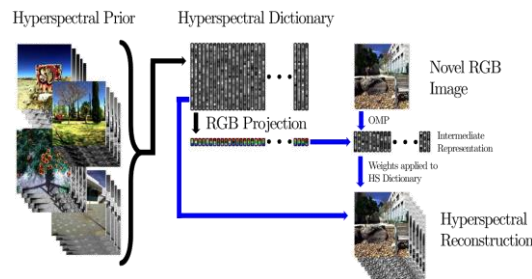 Hyperspectral Prior
Hyperspectral Dictionary
Novel RGB
Image
OMP
RGB Projection
Intermediate
Representation
Weights applied to
HS Dictionary
Hyperspectral
Reconstruction